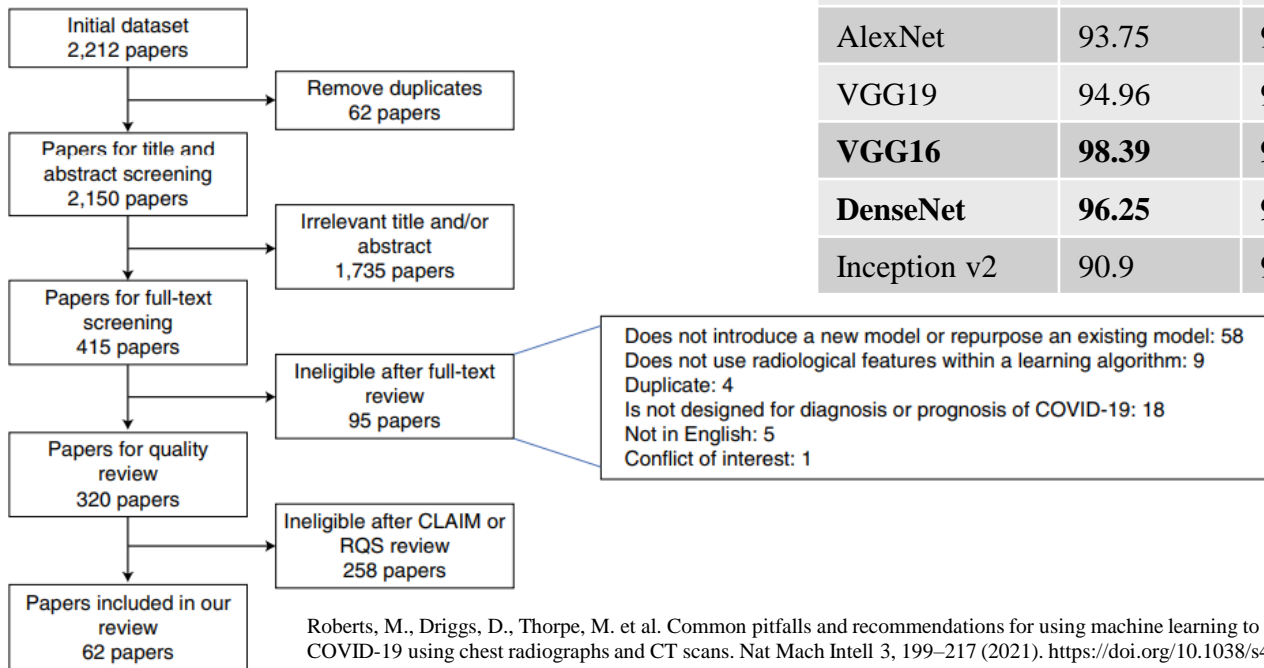 Initial dataset
2,212 papers
Remove duplicates
62 papers
Papers for title and
abstract screening
2,150 papers
Irrelevant title and/or
abstract
1,735 papers
Papers for full-text
screening
415 papers
Ineligible after full-text
review
95 papers
Does not introduce a new model or repurpose an existing model: 58
Does not use radiological features within a learning algorithm: 9
Duplicate: 4
Is not designed for diagnosis or prognosis of COVID-19: 18
Not in English: 5
Conflict of interest: 1
Papers for quality
review
320 papers
Ineligible after CLAIM or
RQS review
258 papers
Papers included in our
review
62 papers
AlexNet 93.75
VGG19 94.96
VGG16 98.39
DenseNet 96.25
Inception v2 90.9
Roberts, M., Driggs, D., Thorpe, M. et al. Common pitfalls and recommendations for using machine learning to
COVID-19 using chest radiographs and CT scans. Nat Mach Intell 3, 199–217 (2021). https://doi.org/10.1038/s4